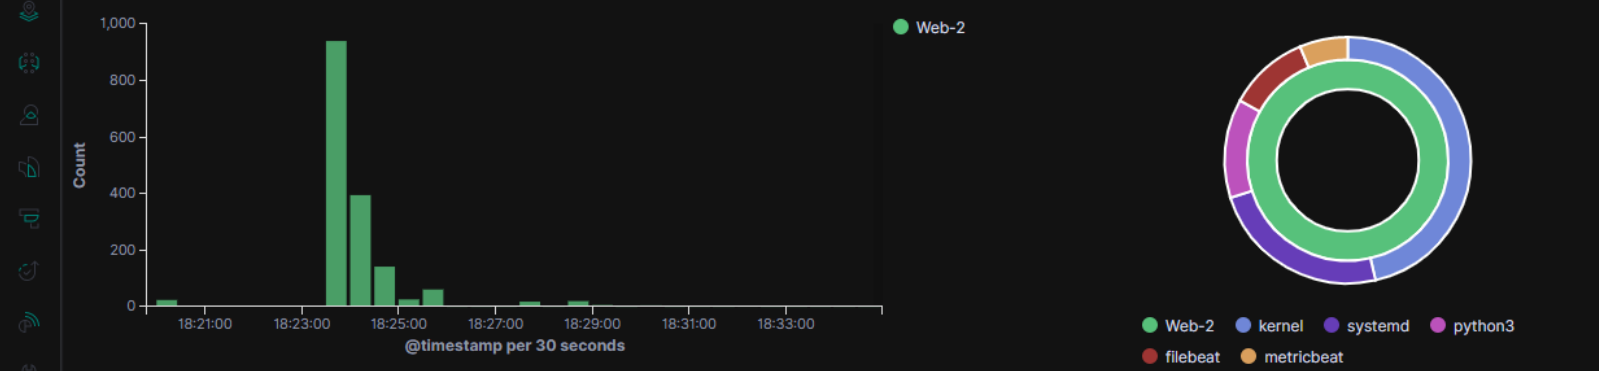 1,000
800
600
400
200
0
Count
18:21:00 18:23:00 18:25:00 18:27:00 18:29:00 18:31:00 18:33:00
@timestamp per 30 seconds
Web-2
Web-2 kernel systemd python3
filebeat metricbeat